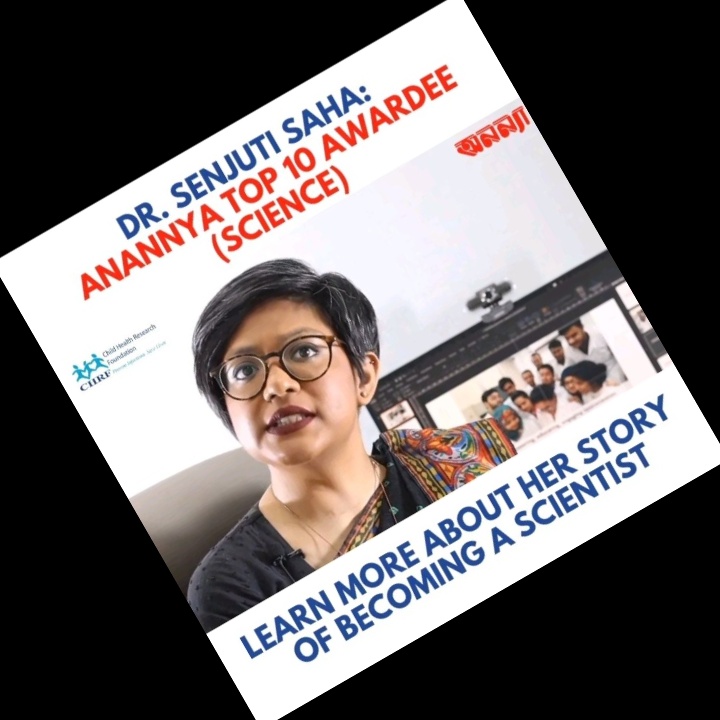 DR. SENJUTI SAHA:
ANANNYA TOP 10 AWARDEE
(SCIENCE)
অনন্যা
Child Health Research
Foundation
CHRF
LEARN MORE ABOUT HER STORY
OF BECOMING A SCIENTIST